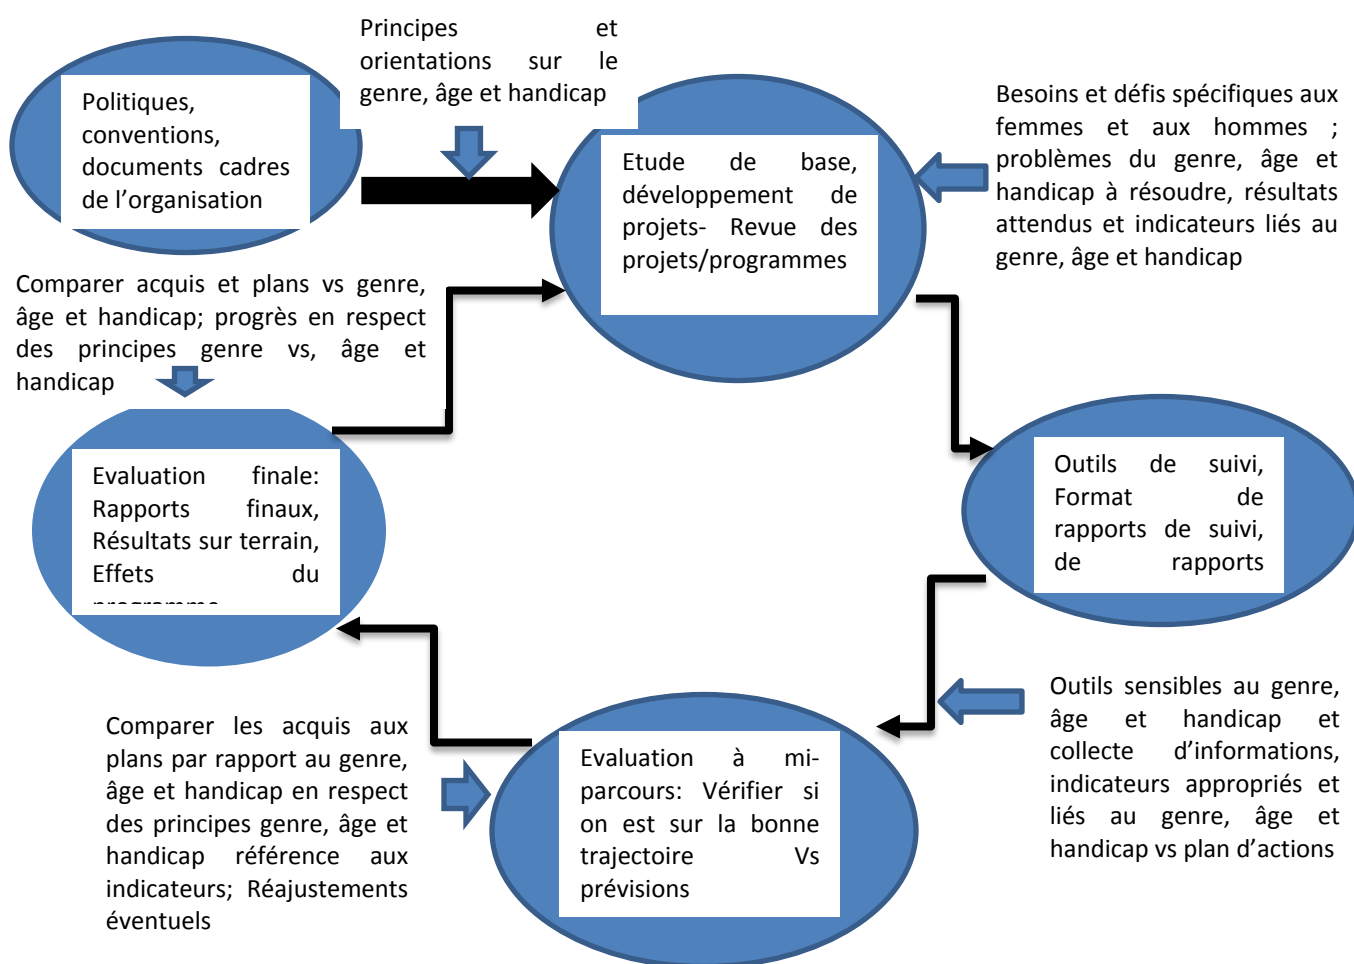 Principes et
orientations sur le
genre, âge et handicap
Politiques,
conventions,
documents cadres
de l’organisation
Etude de base,
développement de
projets- Revue des
projets/programmes
Besoins et défis spécifiques aux
femmes et aux hommes ;
problèmes du genre, âge et
handicap à résoudre, résultats
attendus et indicateurs liés au
genre, âge et handicap
Comparer acquis et plans vs genre,
âge et handicap; progrès en respect
des principes genre vs, âge et
handicap
Evaluation finale:
Rapports finaux,
Résultats sur terrain,
Effets du
programme
Outils de suivi,
Format de
rapports de suivi,
de rapports
Outils sensibles au genre,
âge et handicap et
collecte d’informations,
indicateurs appropriés et
liés au genre, âge et
handicap vs plan d’actions
Evaluation à mi-
parcours: Vérifier si
on est sur la bonne
trajectoire Vs
prévisions
Comparer les acquis aux
plans par rapport au genre,
âge et handicap en respect
des principes genre, âge et
handicap référence aux
indicateurs; Réajustements
éventuels